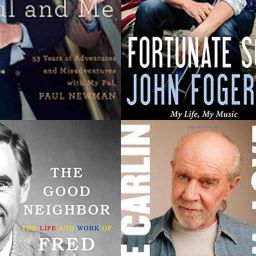 ul and Me
53 Years of Adventures
and Misadventures
with My Pal,
PAUL NEWMAN
FORTUNATE SO
JOHN FOGER
My Life, My Music
THE
GOOD
NEIGHBOR
THE LIFE AND WORK OF
FRED
E CARLIN